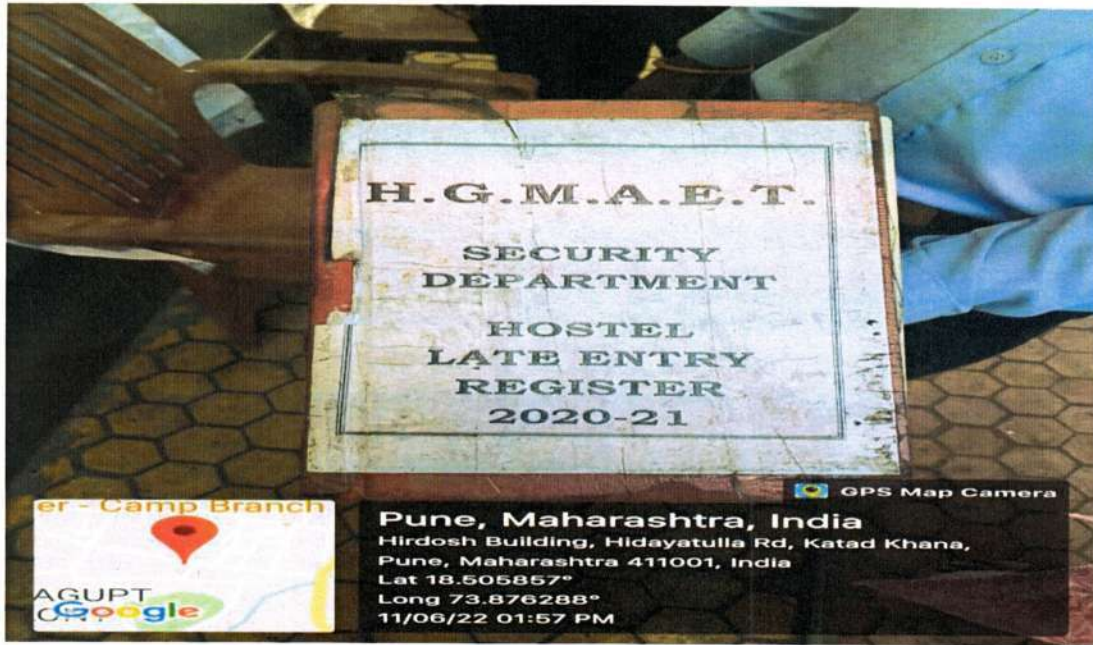 H.G.M.A.E.T.
SECURITY
DEPARTMENT
HOSTEL
LATE ENTRY
REGISTER
2020-21
GPS Map Camera
er - Camp Branch
AGUPT
Google
Pune, Maharashtra, India
Hirdosh Building, Hidayatulla Rd, Katad Khana,
Pune, Maharashtra 411001, India
Lat 18.505857°
Long 73.876288°
11/06/22 01:57 PM